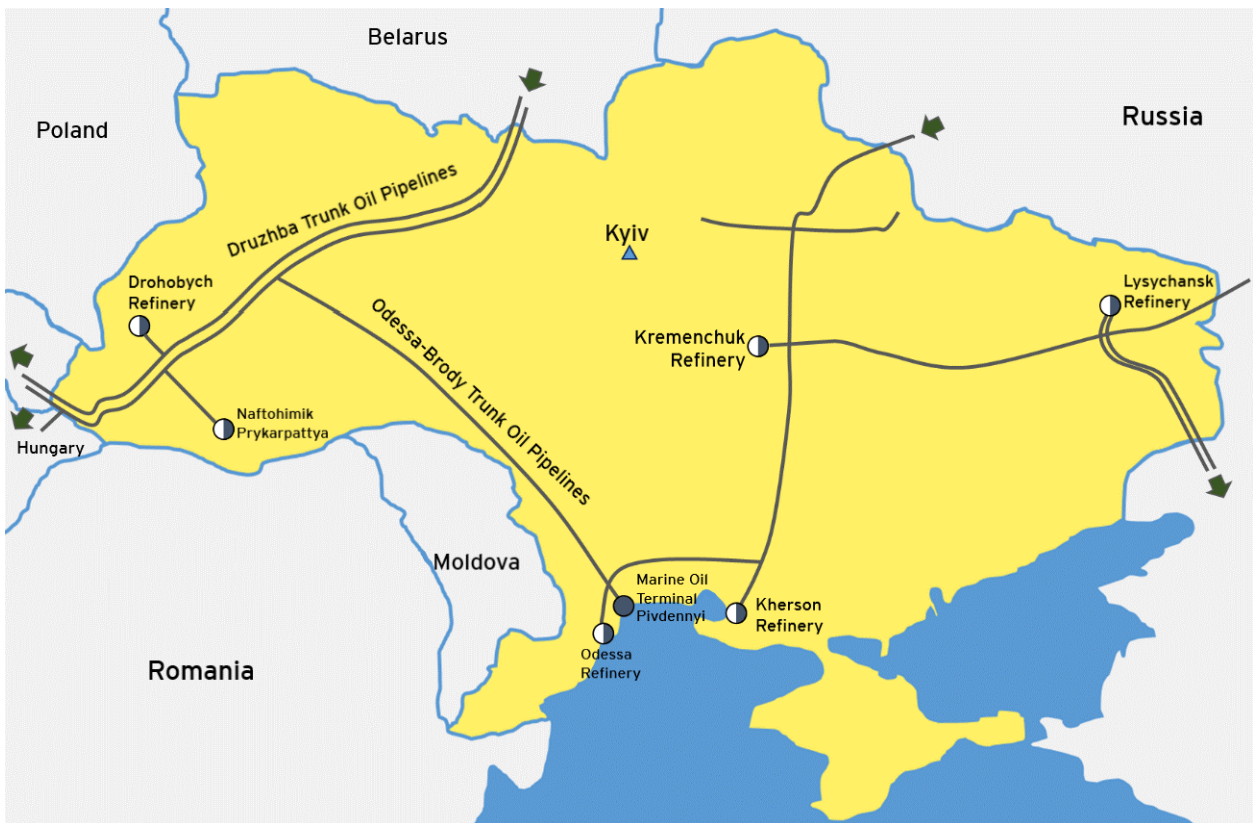 Belarus
Poland
Russia
Druzhba Trunk Oil Pipelines
Kyiv
Drohobych
Refinery
Lysychansk
Refinery
Odessa-Brody Trunk Oil Pipelines
Kremenchuk
Refinery
Naftohimik
Prykarpattya
Hungary
Moldova
Marine Oil
Terminal
Pivdennyi
Kherson
Refinery
Odessa
Refinery
Romania